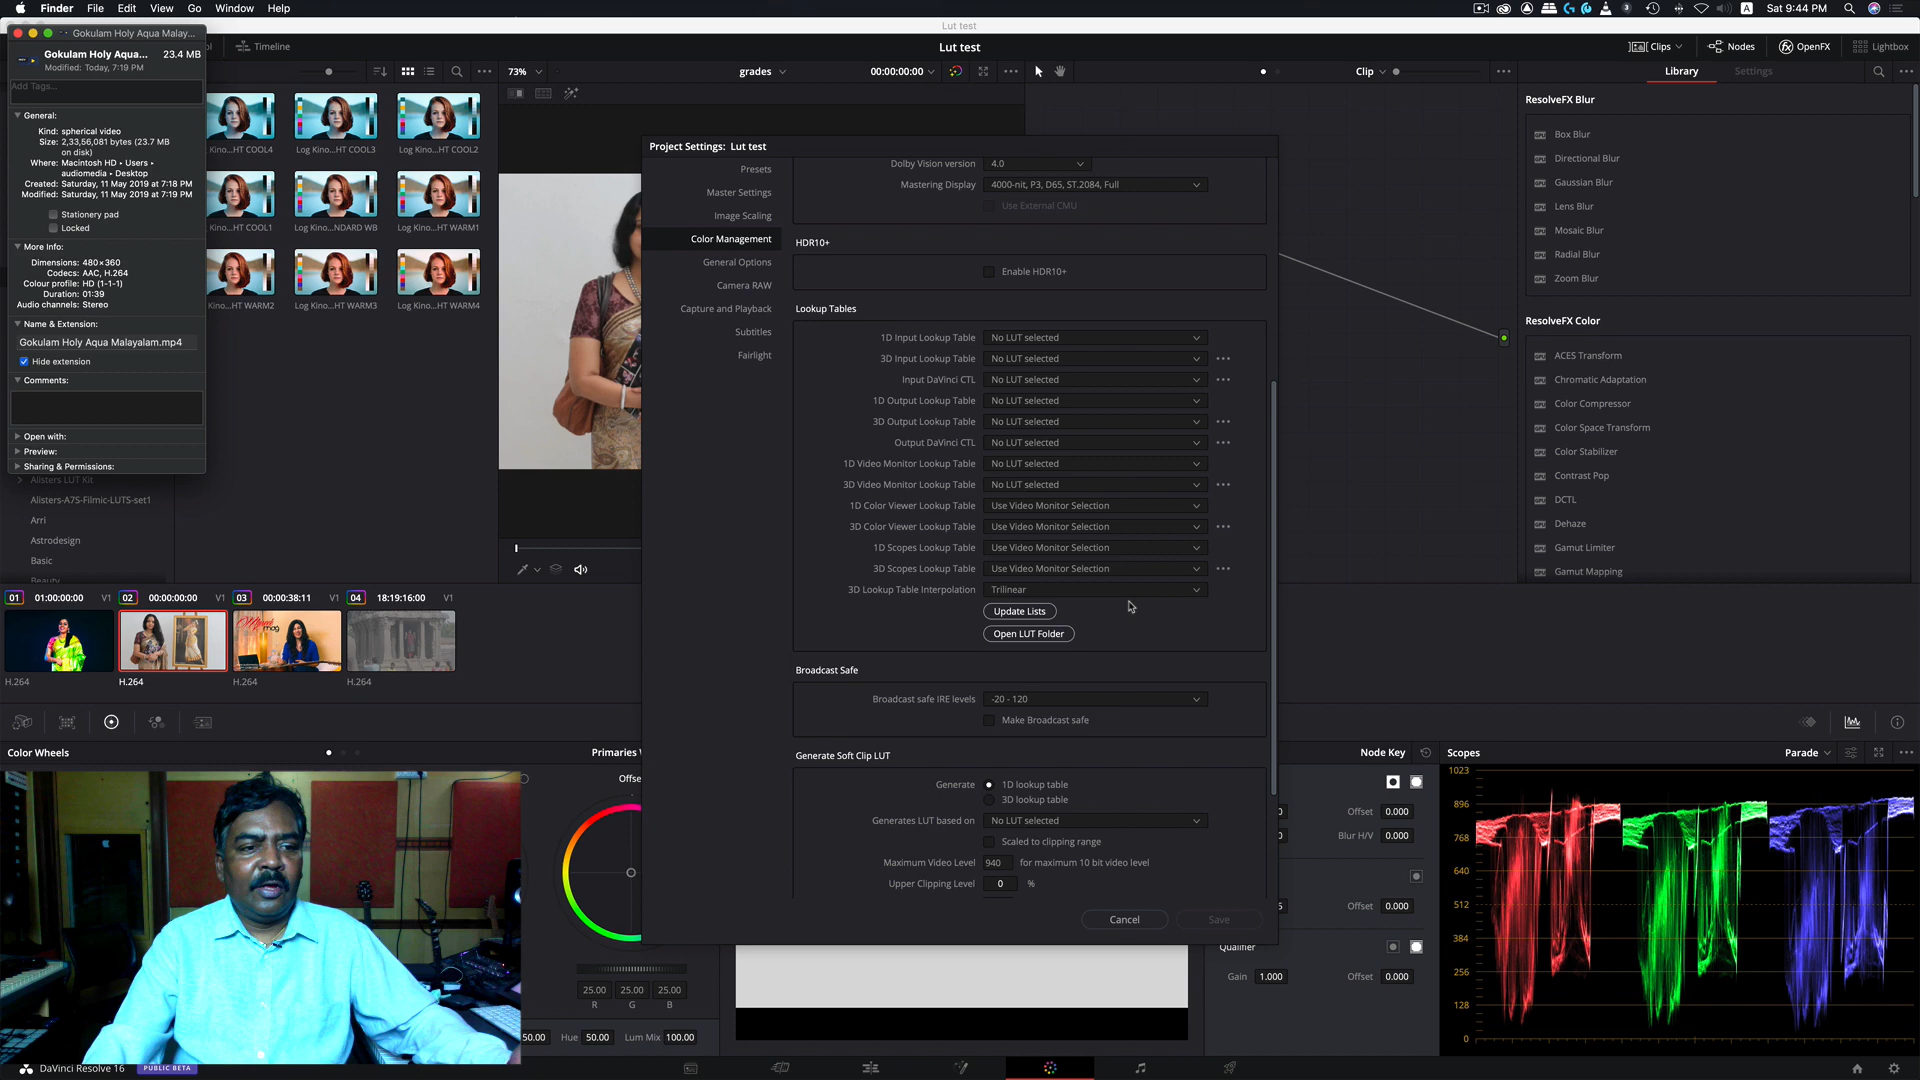 Finder File Edit View Go Window Help
Sat 9:44 PM
Gokulam Holy Aqua Malay...
Gokulam Holy Aqua... 23.4 MB
Modified: Today, 7:19 PM
Add Tags...
General:
Kind: spherical video
Size: 2,33,56,081 bytes (23.7 MB on disk)
Where: Macintosh HD ▸ Users ▸ audiomedia ▸ Desktop
Created: Saturday, 11 May 2019 at 7:18 PM
Modified: Saturday, 11 May 2019 at 7:19 PM
Stationery pad
Locked
More Info:
Dimensions: 480×360
Codecs: AAC, H.264
Colour profile: HD (1-1-1)
Duration: 01:39
Audio channels: Stereo
Name & Extension:
Gokulam Holy Aqua Malayalam.mp4
Hide extension
Comments:
Open with:
Preview:
Sharing & Permissions:
Lut test
Timeline
Lut test
Clips
Nodes
OpenFX
Lightbox
73%
grades
00:00:00:00
Clip
Library
Settings
...HT COOL4 Log Kino...HT COOL3 Log Kino...HT COOL2
...HT COOL1 Log Kino...NDARD WB Log Kino...HT WARM1
...HT WARM2 Log Kino...HT WARM3 Log Kino...HT WARM4
Alisters LUT Kit
Alisters-A7S-Filmic-LUTS-set1
Arri
Astrodesign
Basic
Beauty
Project Settings: Lut test
Presets
Master Settings
Image Scaling
Color Management
General Options
Camera RAW
Capture and Playback
Subtitles
Fairlight
Dolby Vision version 4.0
Mastering Display 4000-nit, P3, D65, ST.2084, Full
Use External CMU
HDR10+
Enable HDR10+
Lookup Tables
1D Input Lookup Table No LUT selected
3D Input Lookup Table No LUT selected
Input DaVinci CTL No LUT selected
1D Output Lookup Table No LUT selected
3D Output Lookup Table No LUT selected
Output DaVinci CTL No LUT selected
1D Video Monitor Lookup Table No LUT selected
3D Video Monitor Lookup Table No LUT selected
1D Color Viewer Lookup Table Use Video Monitor Selection
3D Color Viewer Lookup Table Use Video Monitor Selection
1D Scopes Lookup Table Use Video Monitor Selection
3D Scopes Lookup Table Use Video Monitor Selection
3D Lookup Table Interpolation Trilinear
Update Lists
Open LUT Folder
Broadcast Safe
Broadcast safe IRE levels -20 - 120
Make Broadcast safe
Generate Soft Clip LUT
Generate 1D lookup table
3D lookup table
Generates LUT based on No LUT selected
Scaled to clipping range
Maximum Video Level 940 for maximum 10 bit video level
Upper Clipping Level 0 %
Cancel
Save
ResolveFX Blur
Box Blur
Directional Blur
Gaussian Blur
Lens Blur
Mosaic Blur
Radial Blur
Zoom Blur
ResolveFX Color
ACES Transform
Chromatic Adaptation
Color Compressor
Color Space Transform
Color Stabilizer
Contrast Pop
DCTL
Dehaze
Gamut Limiter
Gamut Mapping
01 01:00:00:00 V1
02 00:00:00:00 V1
03 00:00:38:11 V1
04 18:19:16:00 V1
H.264 H.264 H.264 H.264
Color Wheels
Primaries W
Offse
25.00 25.00 25.00
R G B
50.00 Hue 50.00 Lum Mix 100.00
Node Key
Offset 0.000
Blur H/V 0.000
Offset 0.000
Qualifier
Gain 1.000 Offset 0.000
Scopes
Parade
1023
896
768
640
512
384
256
128
0
DaVinci Resolve 16
PUBLIC BETA